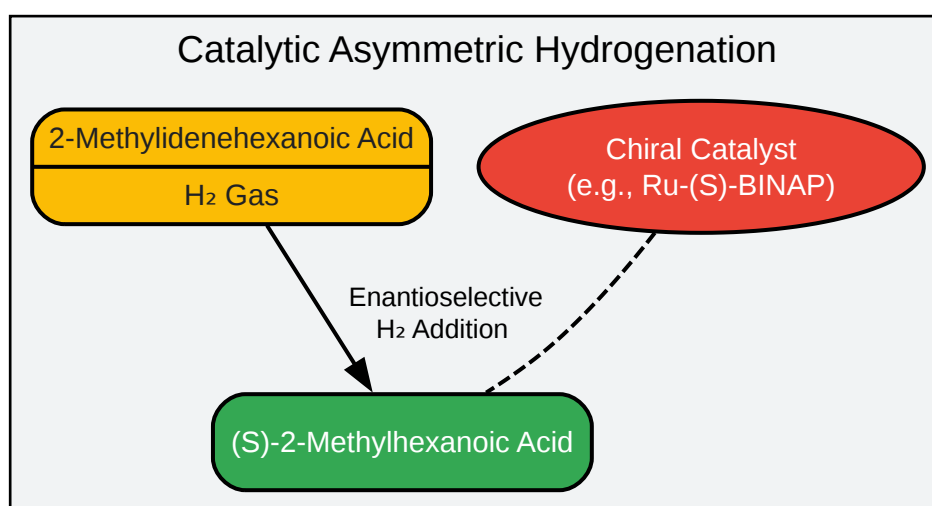 Catalytic Asymmetric Hydrogenation
2-Methylidenehexanoic Acid
H₂ Gas
Chiral Catalyst
(e.g., Ru-(S)-BINAP)
Enantioselective
H₂ Addition
(S)-2-Methylhexanoic Acid